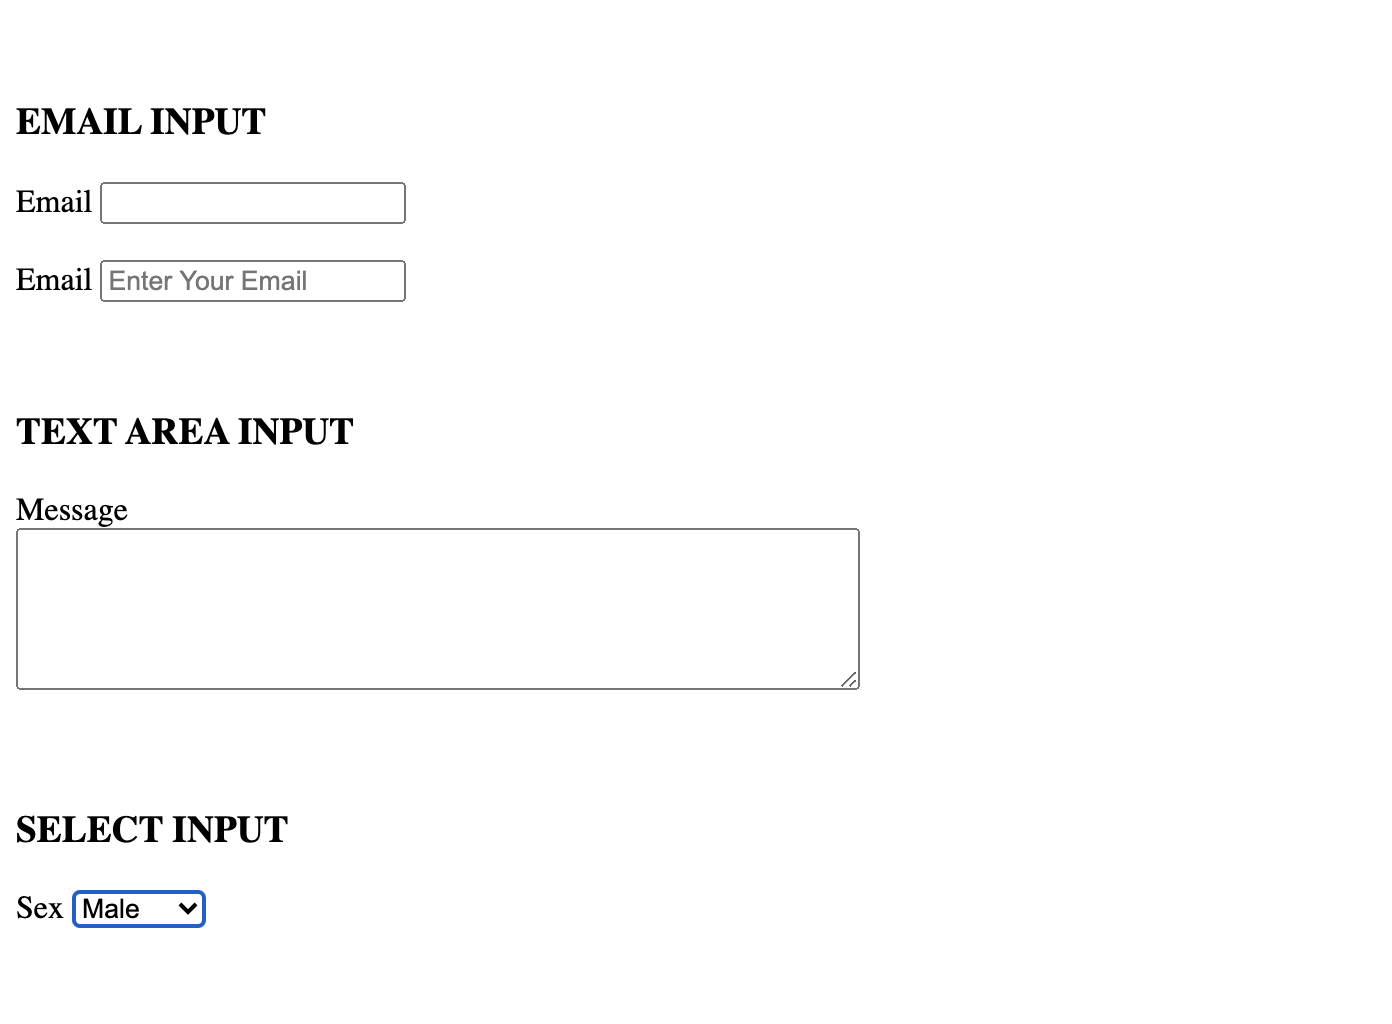 EMAIL INPUT
Email
Email Enter Your Email
TEXT AREA INPUT
Message
SELECT INPUT
Sex Male